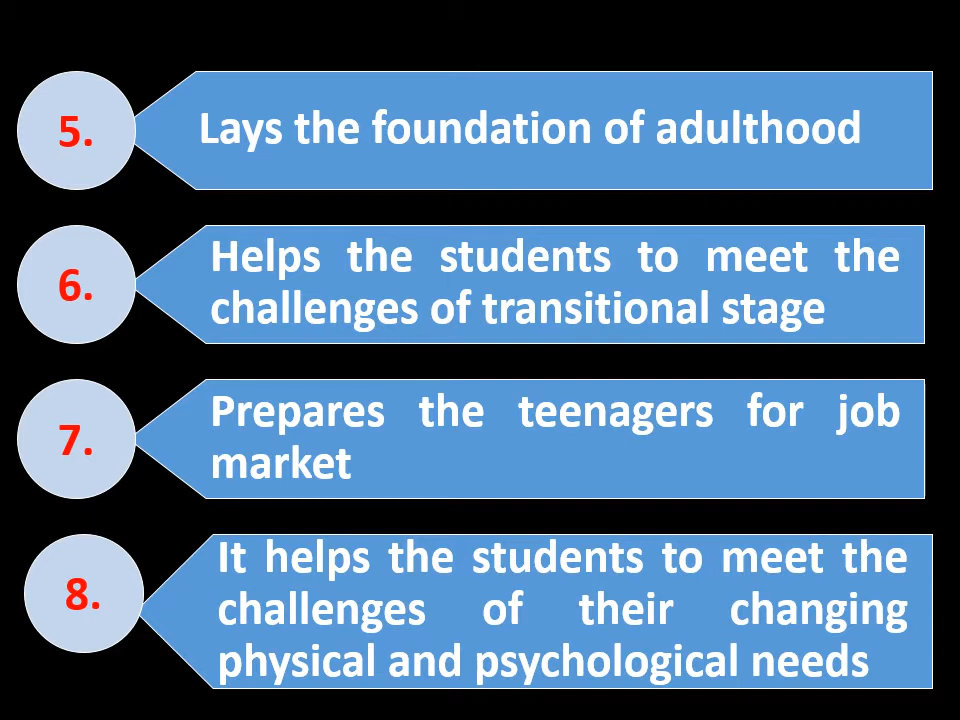 5.
Lays the foundation of adulthood
6.
Helps the students to meet the
challenges of transitional stage
7.
Prepares the teenagers for job
market
8.
It helps the students to meet the
challenges of their changing
physical and psychological needs